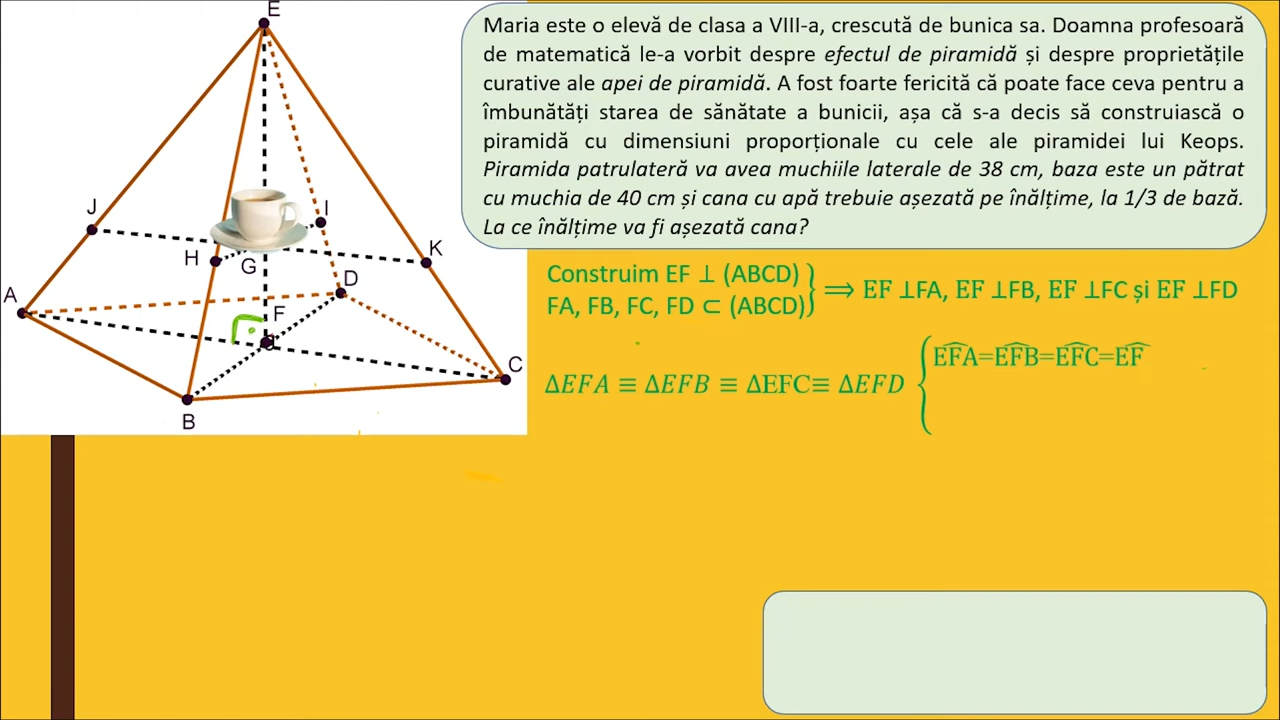 E
Maria este o elevă de clasa a VIII-a, crescută de bunica sa. Doamna profesoară
de matematică le-a vorbit despre efectul de piramidă și despre proprietățile
curative ale apei de piramidă. A fost foarte fericită că poate face ceva pentru a
îmbunătăți starea de sănătate a bunicii, așa că s-a decis să construiască o
piramidă cu dimensiuni proporționale cu cele ale piramidei lui Keops.
Piramida patrulateră va avea muchiile laterale de 38 cm, baza este un pătrat
cu muchia de 40 cm și cana cu apă trebuie așezată pe înălțime, la 1/3 de bază.
La ce înălțime va fi așezată cana?
J
I
H
G
K
A
D
F
C
B
Construim EF ⊥ (ABCD)
FA, FB, FC, FD ⊂ (ABCD)
} ⟹ EF ⊥FA, EF ⊥FB, EF ⊥FC și EF ⊥FD
ΔEFA ≡ ΔEFB ≡ ΔEFC≡ ΔEFD { EFA=EFB=EFC=EF